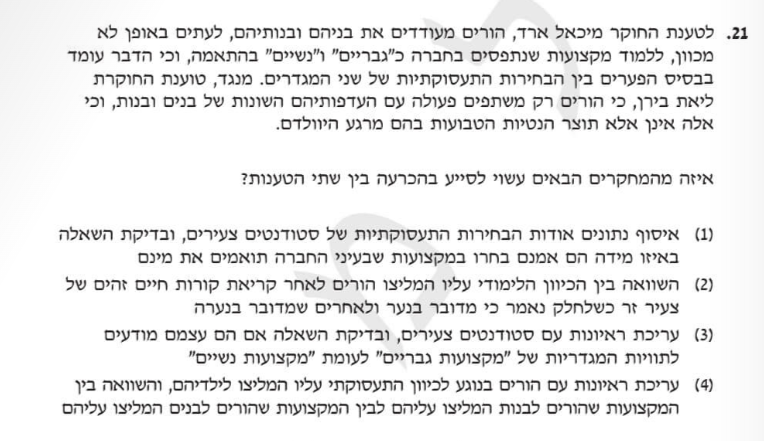 21. לטענת החוקר מיכאל ארד, הורים מעודדים את בניהם ובנותיהם, לעתים באופן לא
מכוון, ללמוד מקצועות שנתפסים בחברה כ"גבריים" ו"נשיים" בהתאמה, וכי הדבר עומד
בבסיס הפערים בין הבחירות התעסוקתיות של שני המגדרים. מנגד, טוענת החוקרת
ליאת בירן, כי הורים רק משתפים פעולה עם העדפותיהם השונות של בנים ובנות, וכי
אלה אינן אלא תוצר הנטיות הטבועות בהם מרגע היוולדם.
איזה מהמחקרים הבאים עשוי לסייע בהכרעה בין שתי הטענות?
(1) איסוף נתונים אודות הבחירות התעסוקתיות של סטודנטים צעירים, ובדיקת השאלה
באיזו מידה הם אמנם בחרו במקצועות שבעיני החברה תואמים את מינם
(2) השוואה בין הכיוון הלימודי עליו המליצו הורים לאחר קריאת קורות חיים זהים של
צעיר זר כשלחלק נאמר כי מדובר בנער ולאחרים שמדובר בנערה
(3) עריכת ראיונות עם סטודנטים צעירים, ובדיקת השאלה אם הם עצמם מודעים
לתוויות המגדריות של "מקצועות גבריים" לעומת "מקצועות נשיים"
(4) עריכת ראיונות עם הורים בנוגע לכיוון התעסוקתי עליו המליצו לילדיהם, והשוואה בין
המקצועות שהורים לבנות המליצו עליהם לבין המקצועות שהורים לבנים המליצו עליהם